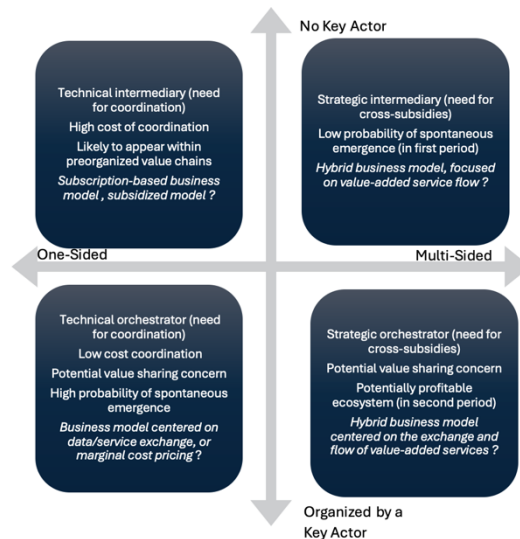 No Key Actor
Technical intermediary (need
for coordination)
High cost of coordination
Likely to appear within
preorganized value chains
Subscription-based business
model , subsidized model ?
Strategic intermediary (need for
cross-subsidies)
Low probability of spontaneous
emergence (in first period)
Hybrid business model, focused
on value-added service flow ?
One-Sided
Multi-Sided
Technical orchestrator (need
for coordination)
Low cost coordination
Potential value sharing concern
High probability of spontaneous
emergence
Business model centered on
data/service exchange, or
marginal cost pricing ?
Strategic orchestrator (need for
cross-subsidies)
Potential value sharing concern
Potentially profitable
ecosystem (in second period)
Hybrid business model
centered on the exchange and
flow of value-added services ?
Organized by a
Key Actor